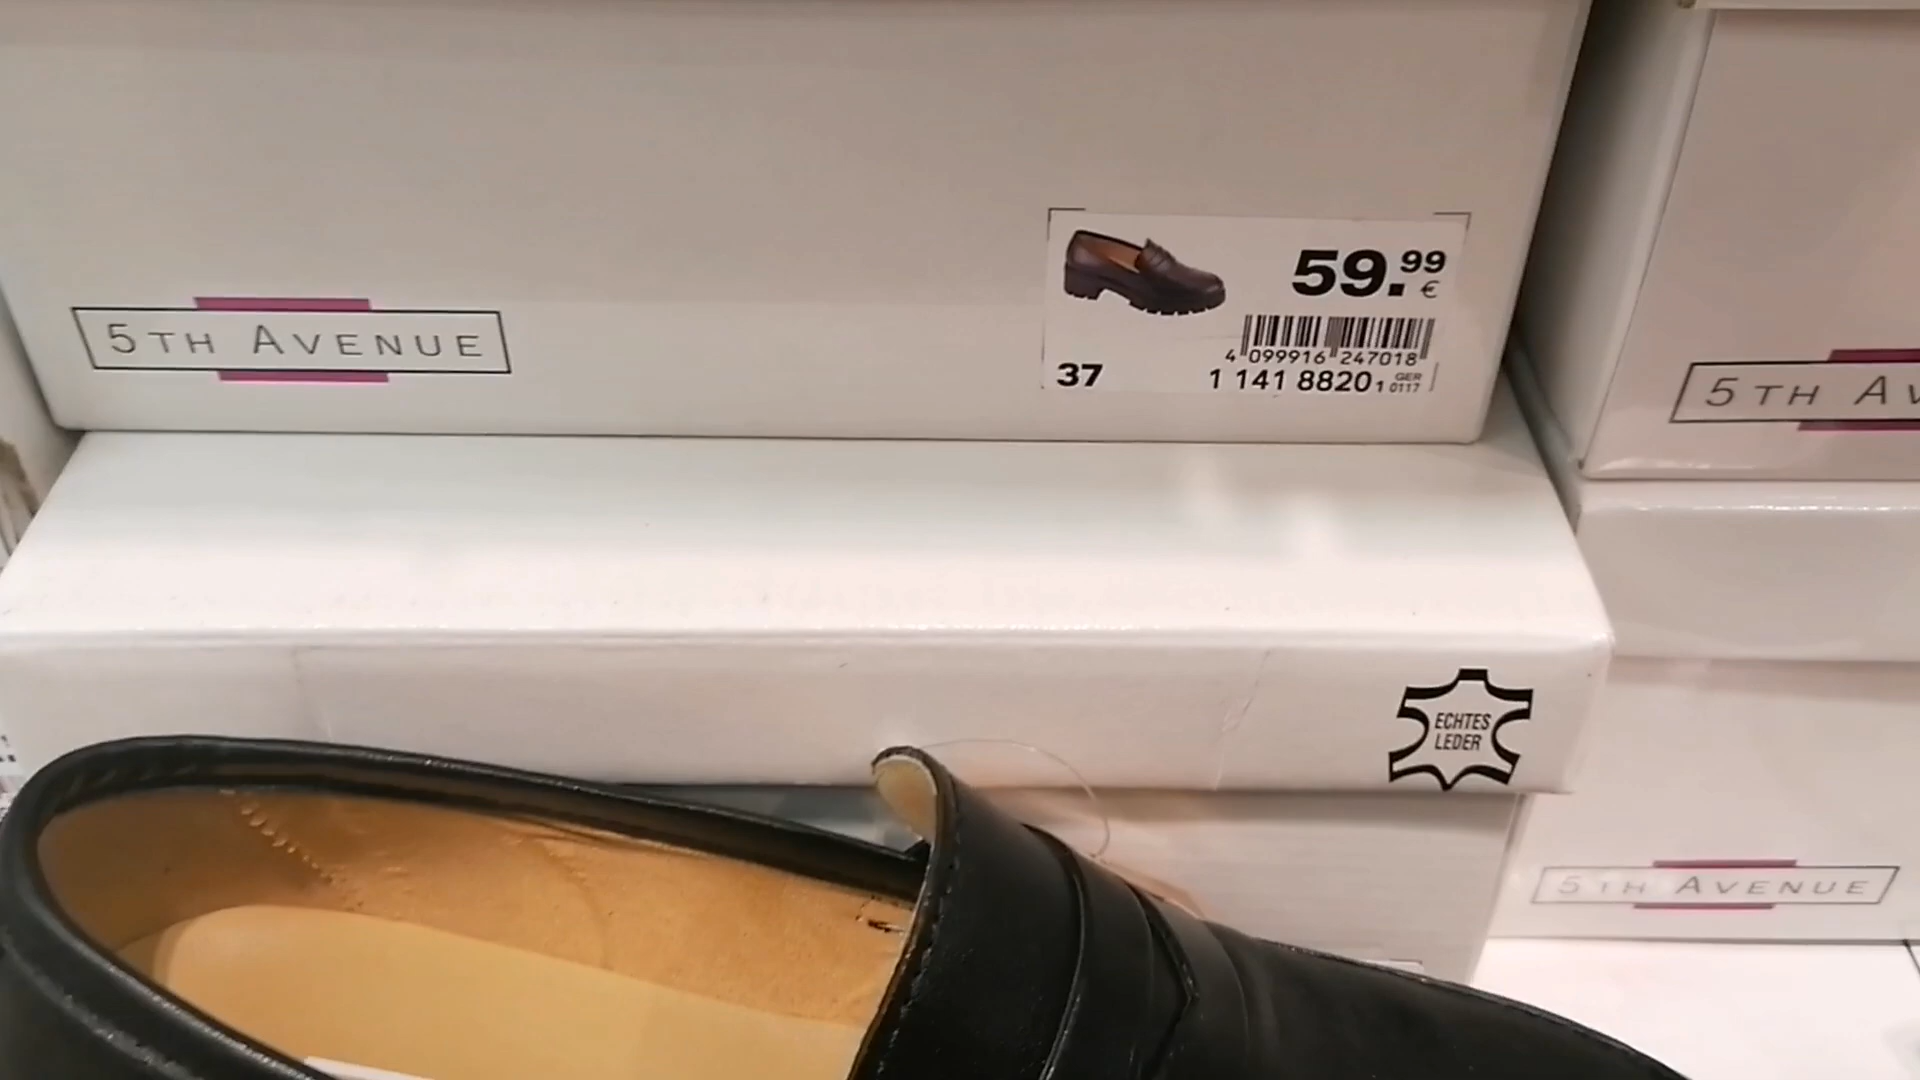 59.99
€
4 099916 247018
37
1 141 8820 1 GER 0117
5TH AVENUE
5TH AV
ECHTES
LEDER
5TH AVENUE